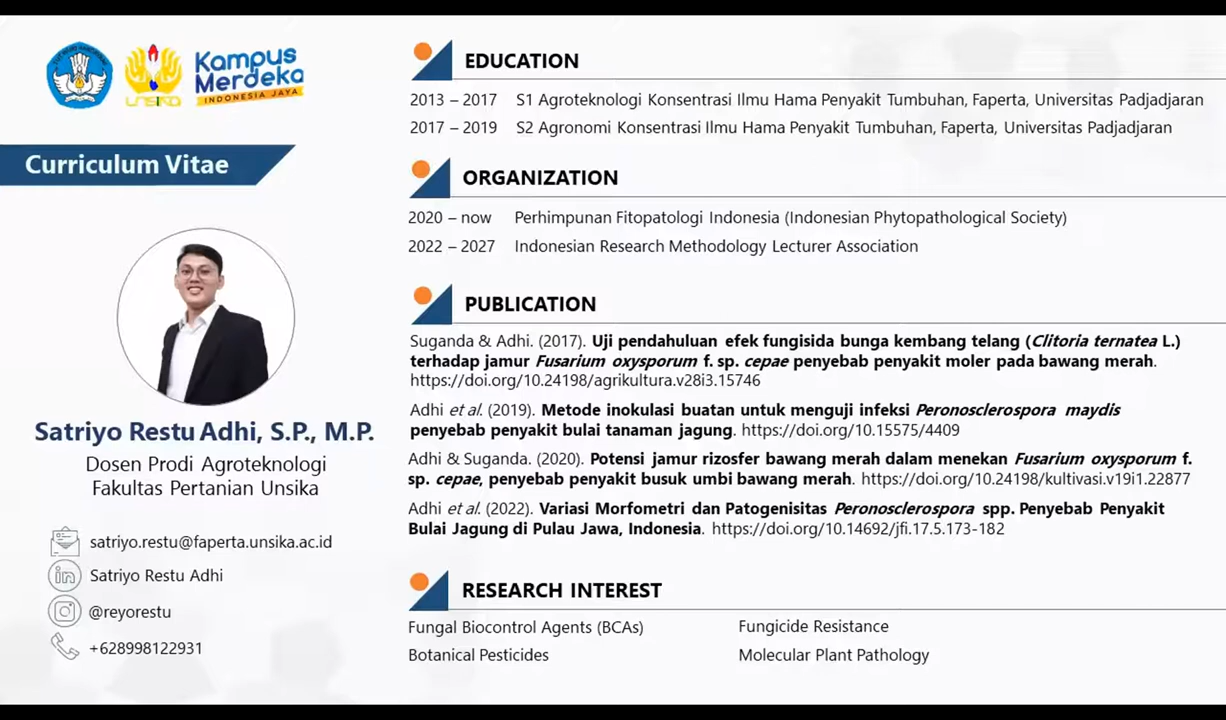 UNSIKA
Kampus
Merdeka
INDONESIA JAYA
Curriculum Vitae
Satriyo Restu Adhi, S.P., M.P.
Dosen Prodi Agroteknologi
Fakultas Pertanian Unsika
satriyo.restu@faperta.unsika.ac.id
in Satriyo Restu Adhi
@reyorestu
+628998122931
EDUCATION
2013 – 2017 S1 Agroteknologi Konsentrasi Ilmu Hama Penyakit Tumbuhan, Faperta, Universitas Padjadjaran
2017 – 2019 S2 Agronomi Konsentrasi Ilmu Hama Penyakit Tumbuhan, Faperta, Universitas Padjadjaran
ORGANIZATION
2020 – now Perhimpunan Fitopatologi Indonesia (Indonesian Phytopathological Society)
2022 – 2027 Indonesian Research Methodology Lecturer Association
PUBLICATION
Suganda & Adhi. (2017). Uji pendahuluan efek fungisida bunga kembang telang (Clitoria ternatea L.)
terhadap jamur Fusarium oxysporum f. sp. cepae penyebab penyakit moler pada bawang merah.
https://doi.org/10.24198/agrikultura.v28i3.15746
Adhi et al. (2019). Metode inokulasi buatan untuk menguji infeksi Peronosclerospora maydis
penyebab penyakit bulai tanaman jagung. https://doi.org/10.15575/4409
Adhi & Suganda. (2020). Potensi jamur rizosfer bawang merah dalam menekan Fusarium oxysporum f.
sp. cepae, penyebab penyakit busuk umbi bawang merah. https://doi.org/10.24198/kultivasi.v19i1.22877
Adhi et al. (2022). Variasi Morfometri dan Patogenisitas Peronosclerospora spp. Penyebab Penyakit
Bulai Jagung di Pulau Jawa, Indonesia. https://doi.org/10.14692/jfi.17.5.173-182
RESEARCH INTEREST
Fungal Biocontrol Agents (BCAs) Fungicide Resistance
Botanical Pesticides Molecular Plant Pathology